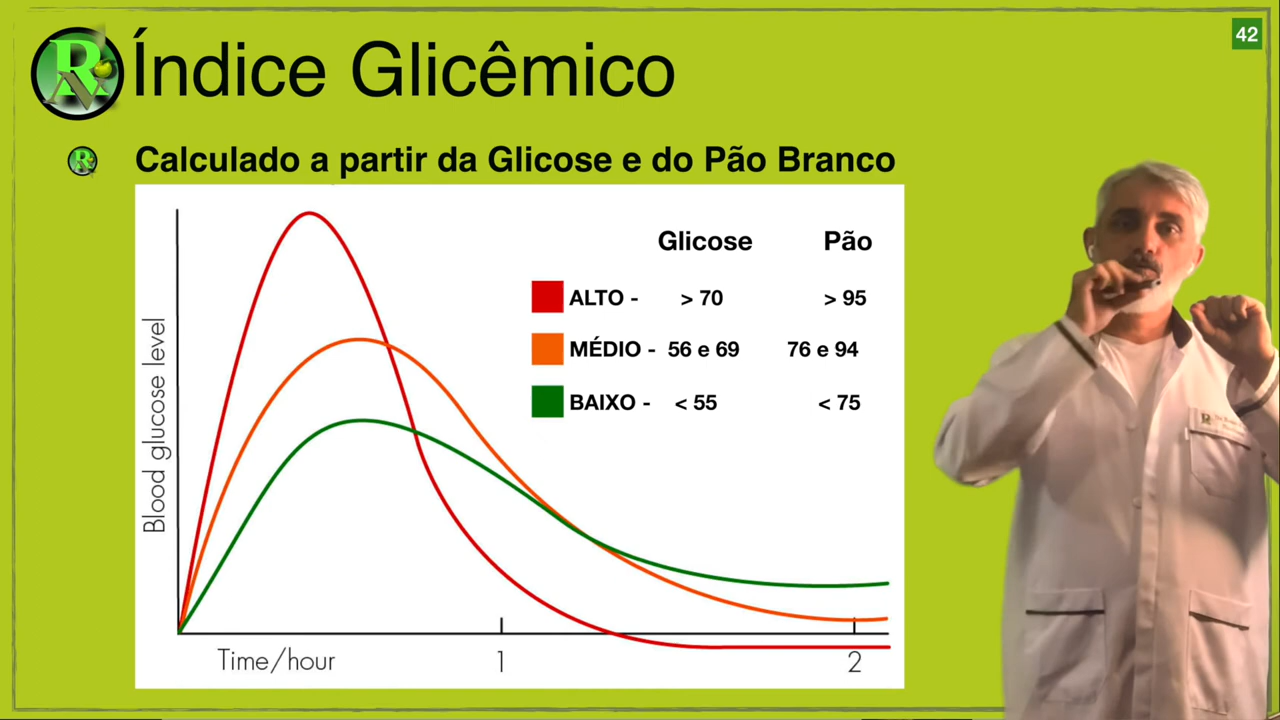 42
Índice Glicêmico
Calculado a partir da Glicose e do Pão Branco
Glicose Pão
ALTO - > 70 > 95
MÉDIO - 56 e 69 76 e 94
BAIXO - < 55 < 75
Blood glucose level
Time/hour 1 2